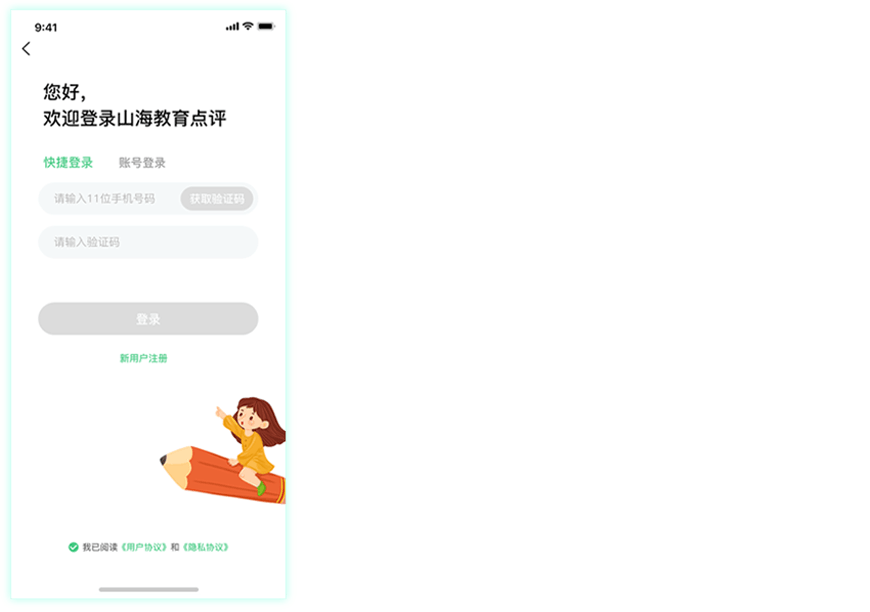 9:41
您好，
欢迎登录山海教育点评
快捷登录 账号登录
请输入11位手机号码 获取验证码
请输入验证码
登录
新用户注册
我已阅读《用户协议》和《隐私协议》